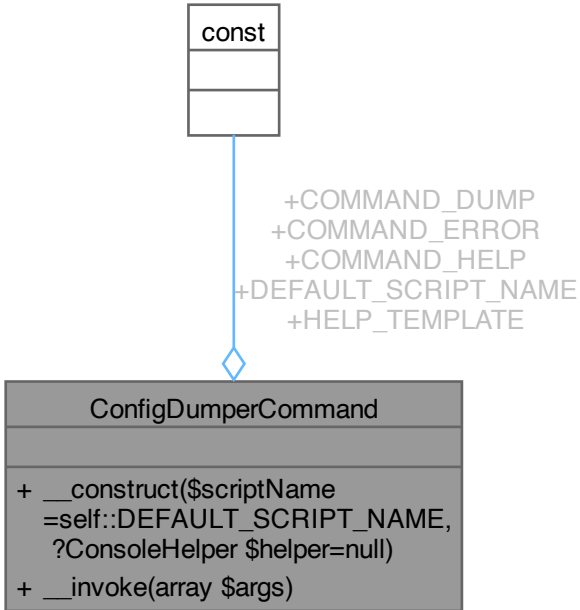 const
+COMMAND_DUMP
+COMMAND_ERROR
+COMMAND_HELP
+DEFAULT_SCRIPT_NAME
+HELP_TEMPLATE
ConfigDumperCommand
+ __construct($scriptName
=self::DEFAULT_SCRIPT_NAME,
?ConsoleHelper $helper=null)
+ __invoke(array $args)